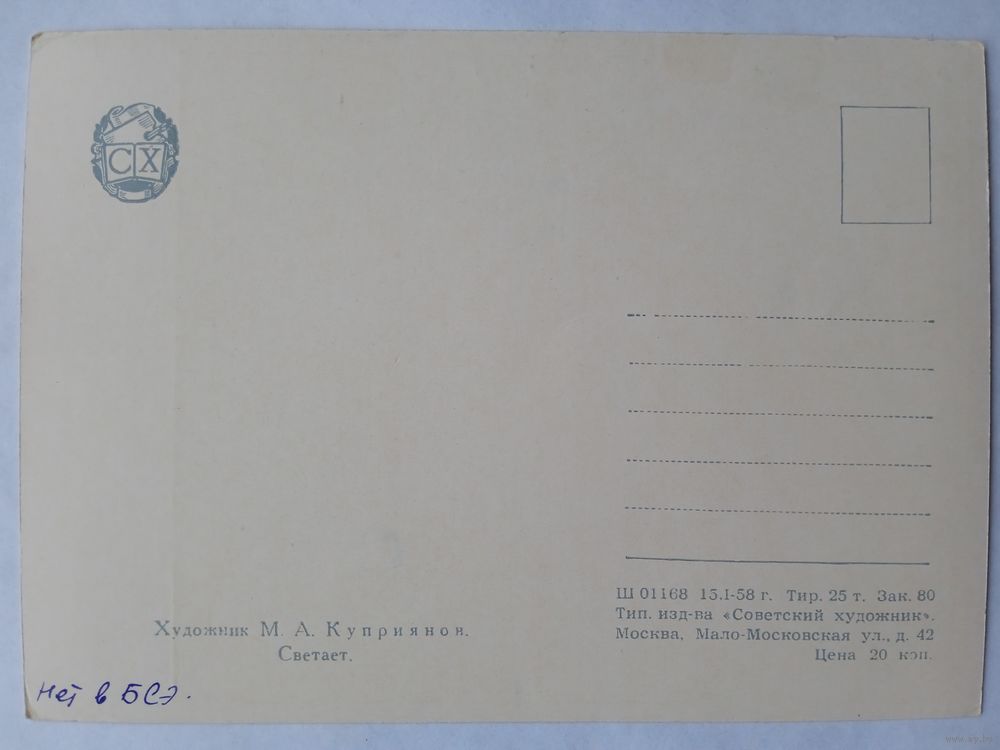 СХ
Ш 01168 15.I-58 г. Тир. 25 т. Зак. 80
Тип. изд-ва «Советский художник».
Москва, Мало-Московская ул., д. 42
Цена 20 коп.
Художник М. А. Куприянов.
Светает.
Нет в БСЭ.